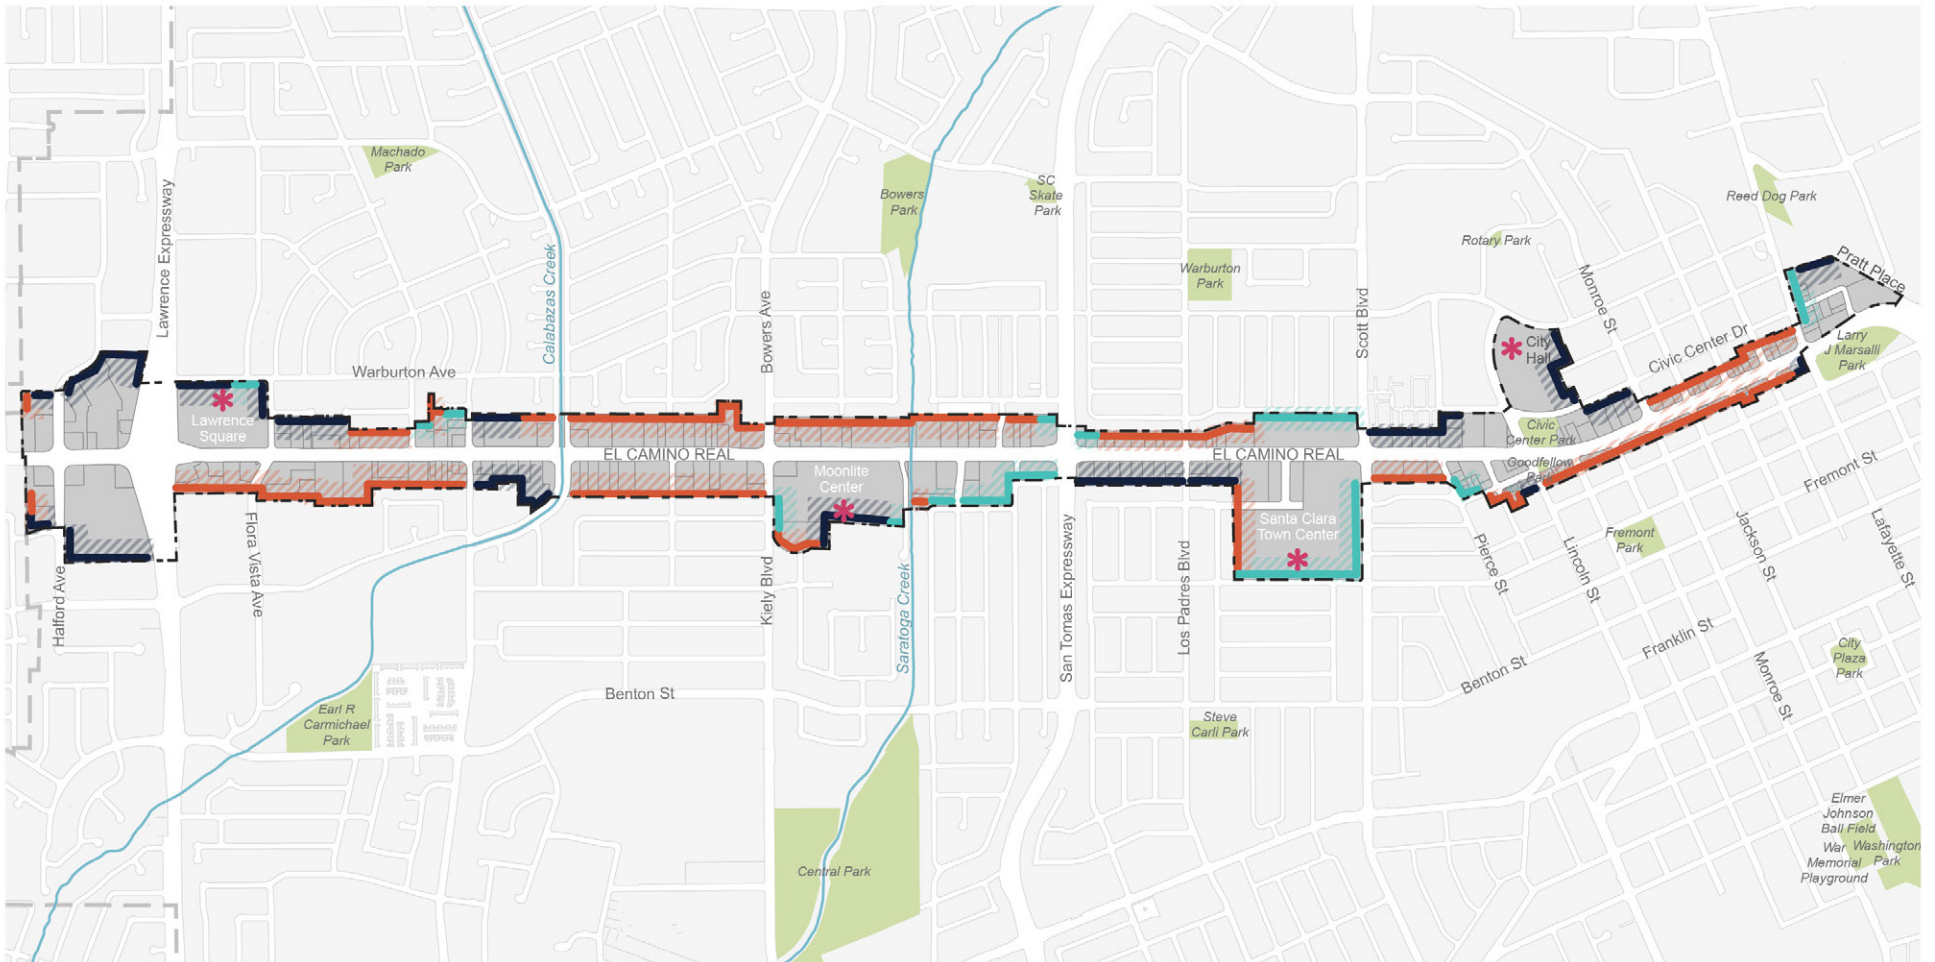 Machado
Park
Bowers
Park
SC
Skate
Park
Reed Dog Park
Lawrence Expressway
Calabazas Creek
Bowers Ave
Warburton
Park
Scott Blvd
Rotary Park
Monroe St
Pratt Place
Civic Center Dr
Larry
J Marsalli
Park
City
Hall
Warburton Ave
Lawrence
Square
EL CAMINO REAL
EL CAMINO REAL
Civic
Center Park
Goodfellow
Park
Moonlite
Center
Santa Clara
Town Center
Fremont St
Halford Ave
Flora Vista Ave
Kiely Blvd
Saratoga Creek
San Tomas Expressway
Los Padres Blvd
Pierce St
Lincoln St
Fremont
Park
Jackson St
Lafayette St
Franklin St
Benton St
Monroe St
City
Plaza
Park
Benton St
Earl R
Carmichael
Park
Steve
Carli Park
Central Park
Elmer
Johnson
Ball Field
War
Memorial
Playground
Washington
Park